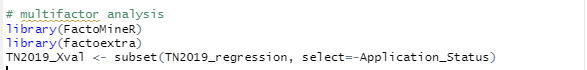 # multifactor analysis
library(FactoMineR)
library(factoextra)
TN2019_Xval <- subset(TN2019_regression, select=-Application_Status)